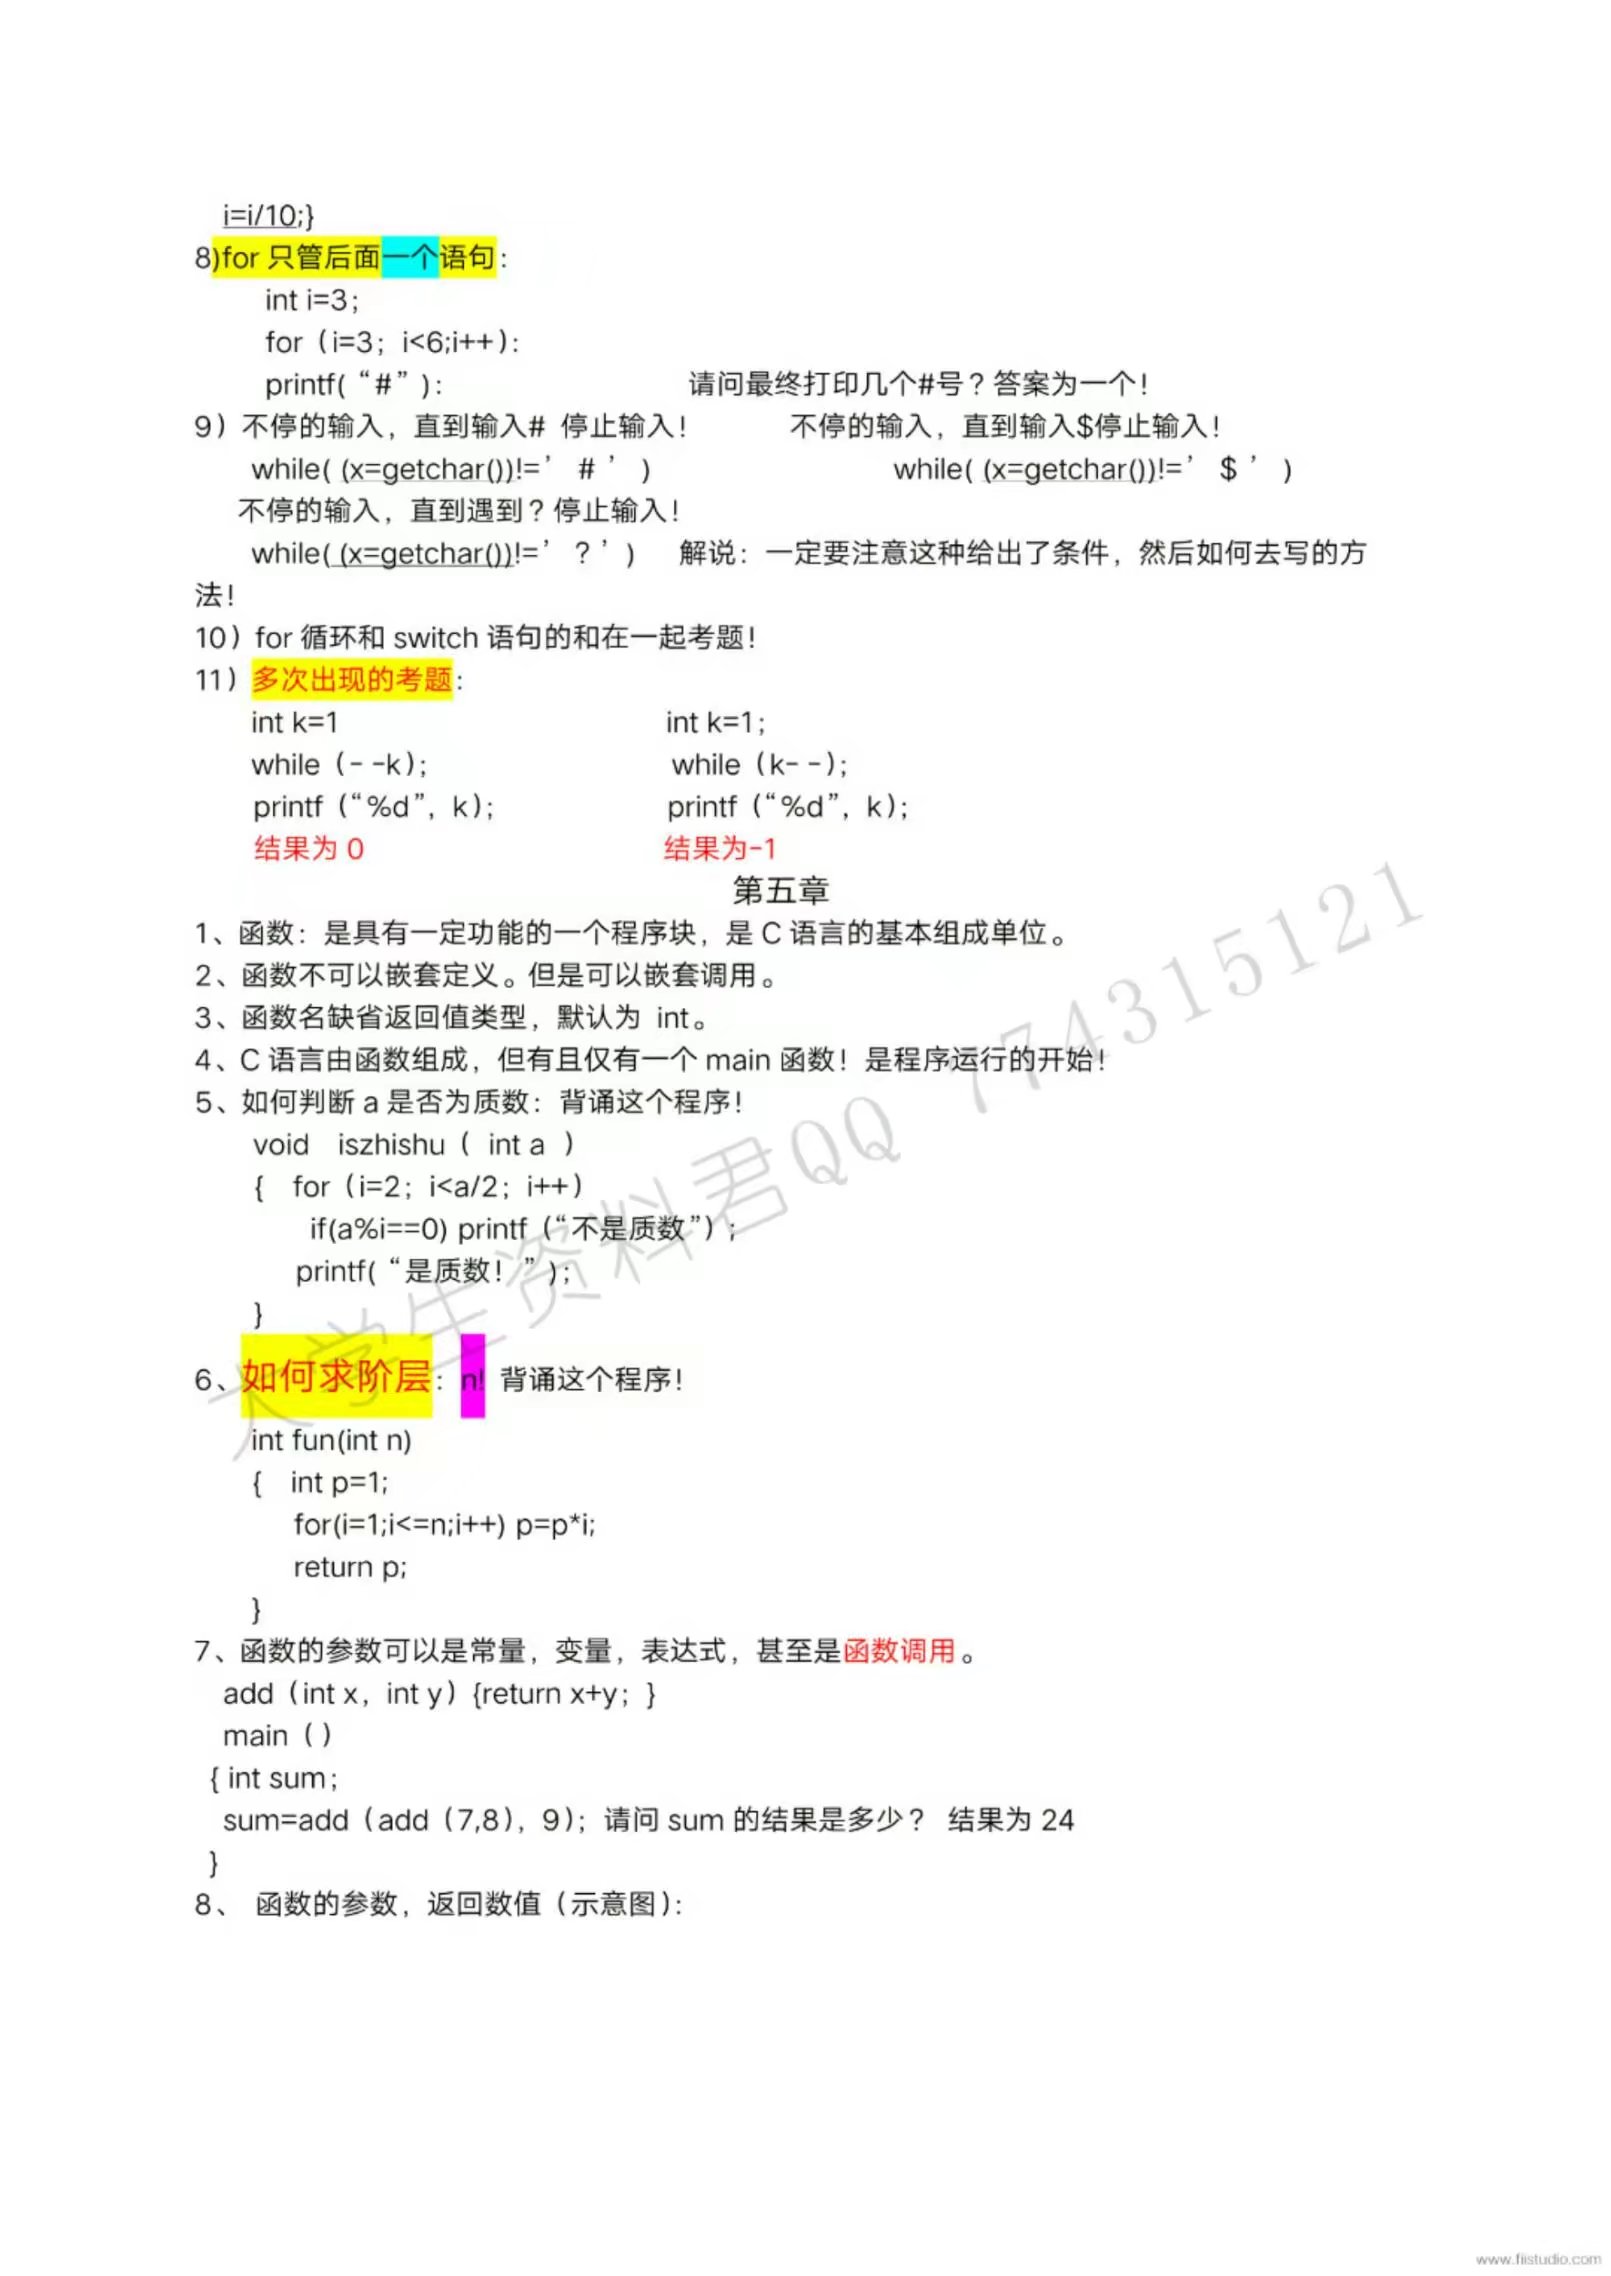 i=i/10;}
8)for 只管后面一个语句：
int i=3；
for（i=3；i<6;i++）：
printf(“#”)： 请问最终打印几个#号？答案为一个！
9）不停的输入，直到输入# 停止输入！ 不停的输入，直到输入$停止输入！
while( (x=getchar())!=’ # ’ ) while( (x=getchar())!=’ $ ’ )
不停的输入，直到遇到？停止输入！
while( (x=getchar())!=’ ? ’) 解说：一定要注意这种给出了条件，然后如何去写的方
法！
10）for 循环和 switch 语句的和在一起考题！
11）多次出现的考题：
int k=1 int k=1；
while（- -k）； while（k- -）；
printf（“%d”，k）； printf（“%d”，k）；
结果为 0 结果为-1
第五章
1、函数：是具有一定功能的一个程序块，是 C 语言的基本组成单位。
2、函数不可以嵌套定义。但是可以嵌套调用。
3、函数名缺省返回值类型，默认为 int。
4、C 语言由函数组成，但有且仅有一个 main 函数！是程序运行的开始！
5、如何判断 a 是否为质数：背诵这个程序！
void iszhishu（ int a ）
{ for（i=2；i<a/2；i++）
if(a%i==0) printf（“不是质数”）；
printf(“是质数！”)；
}
6、如何求阶层：n! 背诵这个程序！
int fun(int n)
{ int p=1;
for(i=1;i<=n;i++) p=p*i;
return p;
}
7、函数的参数可以是常量，变量，表达式，甚至是函数调用。
add（int x，int y）{return x+y；}
main（）
{ int sum；
sum=add（add（7,8），9）；请问 sum 的结果是多少？ 结果为 24
}
8、 函数的参数，返回数值（示意图）：
大学生资料君QQ 774315121
www.fiistudio.com